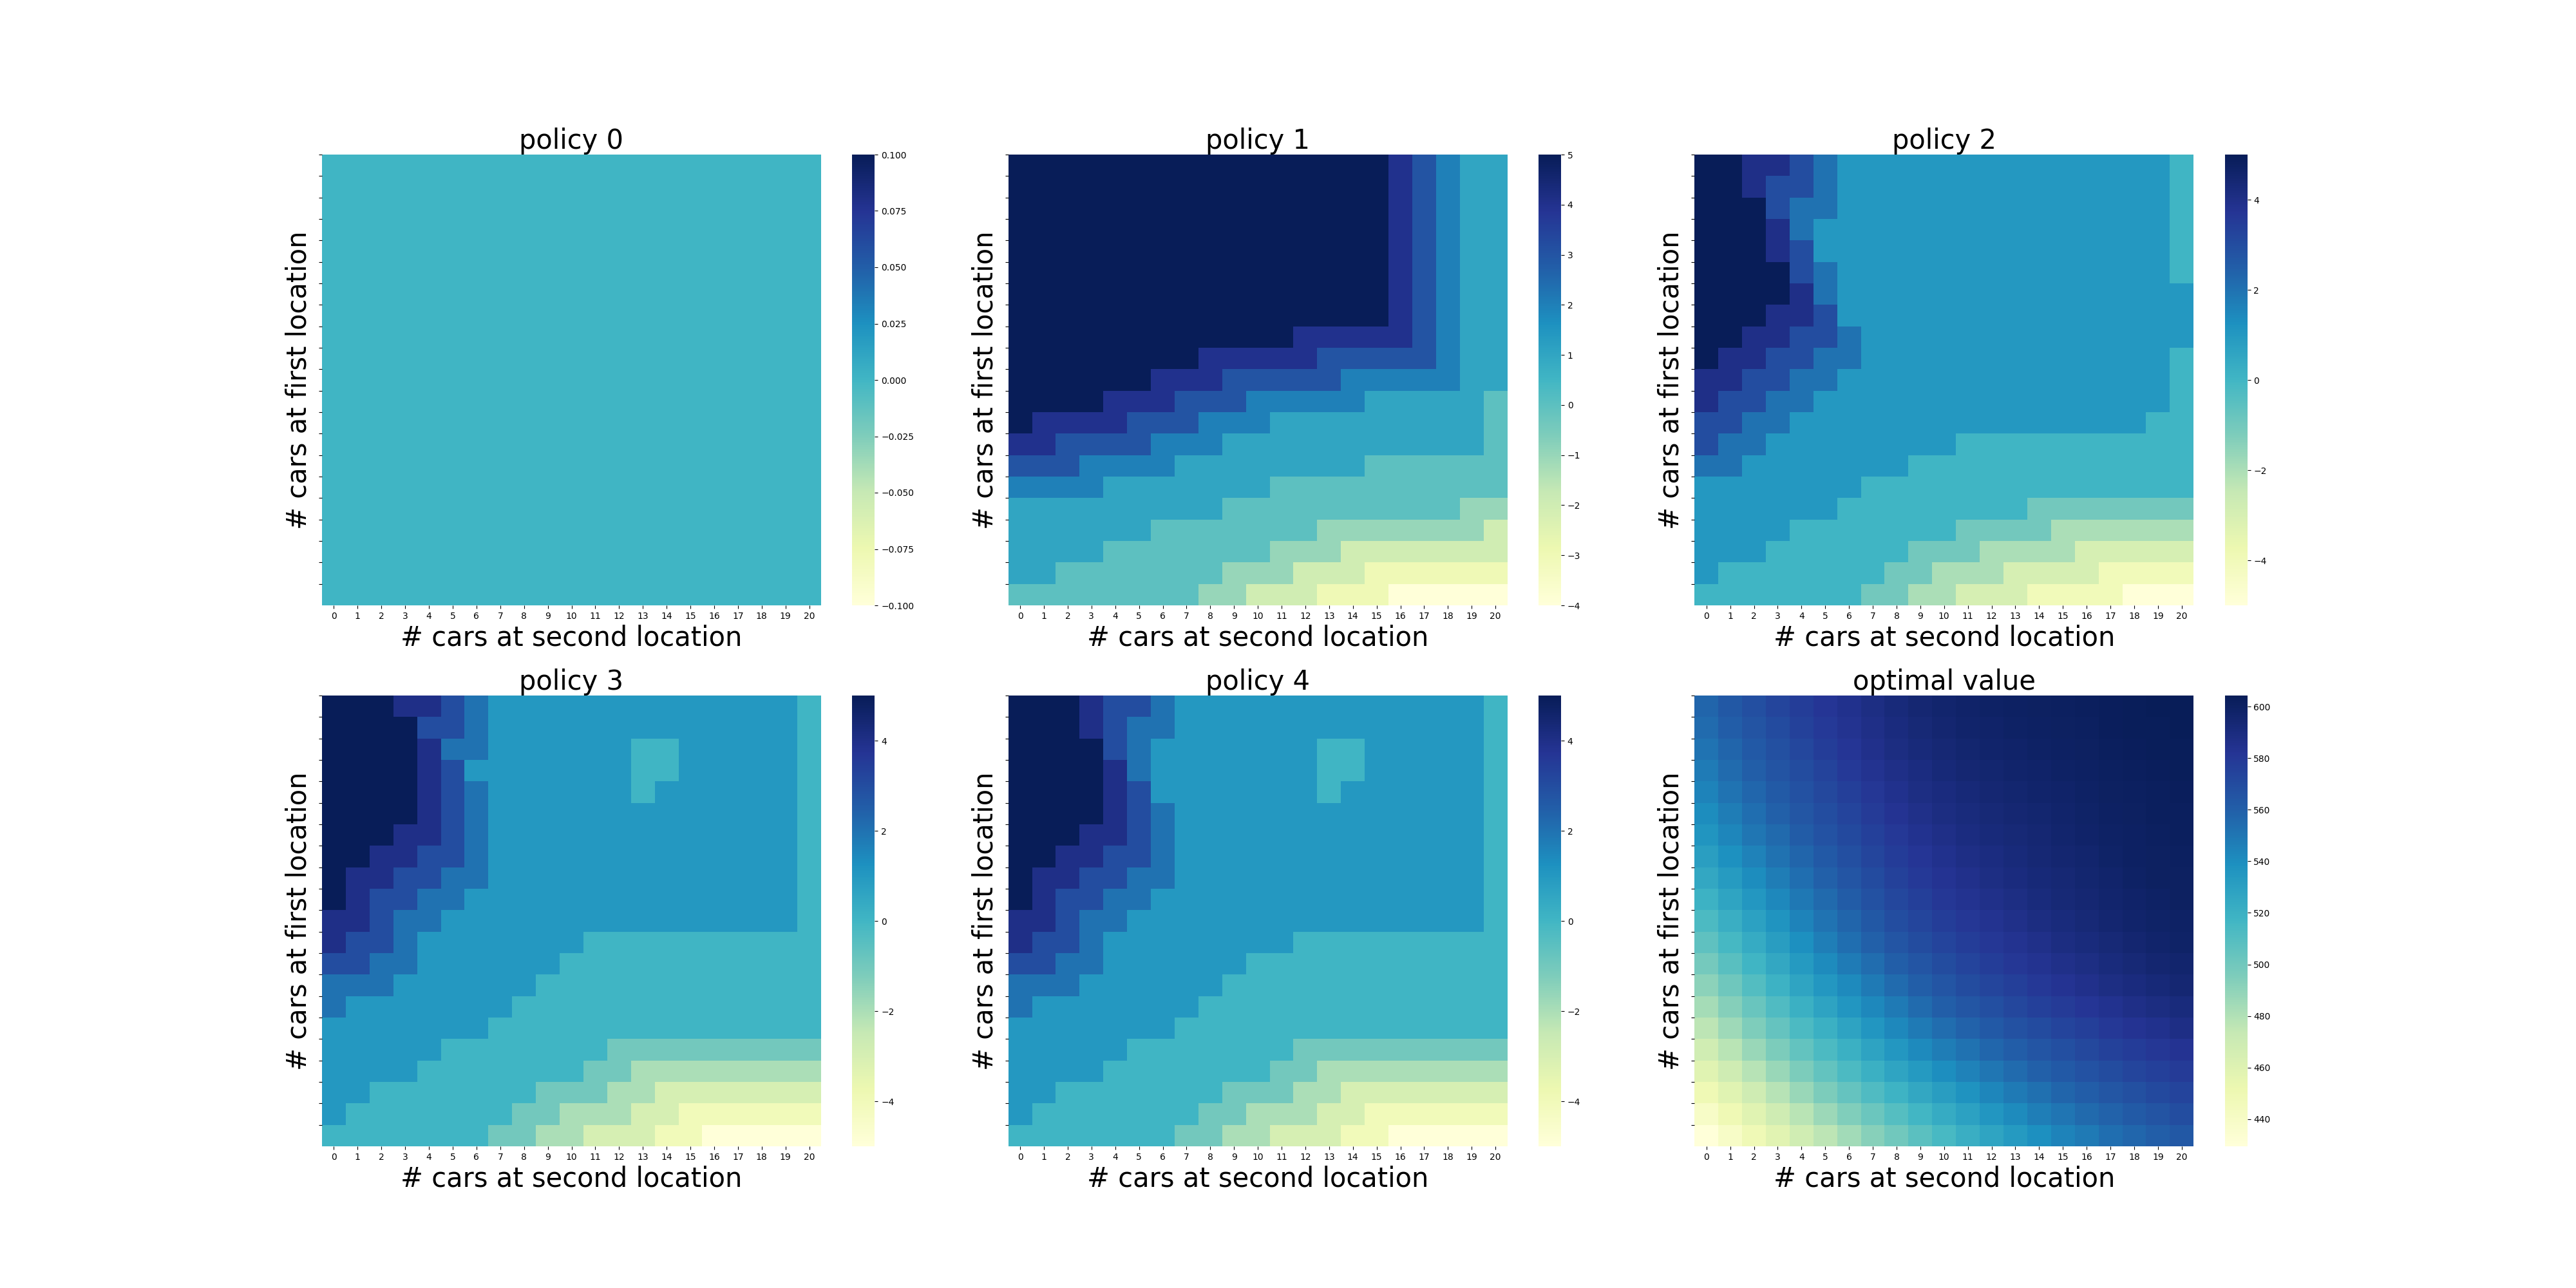 policy 0
# cars at first location
0 1 2 3 4 5 6 7 8 9 10 11 12 13 14 15 16 17 18 19 20
# cars at second location
0.100
0.075
0.050
0.025
0.000
−0.025
−0.050
−0.075
−0.100
policy 1
# cars at first location
0 1 2 3 4 5 6 7 8 9 10 11 12 13 14 15 16 17 18 19 20
# cars at second location
5
4
3
2
1
0
−1
−2
−3
−4
policy 2
# cars at first location
0 1 2 3 4 5 6 7 8 9 10 11 12 13 14 15 16 17 18 19 20
# cars at second location
4
2
0
−2
−4
policy 3
# cars at first location
0 1 2 3 4 5 6 7 8 9 10 11 12 13 14 15 16 17 18 19 20
# cars at second location
4
2
0
−2
−4
policy 4
# cars at first location
0 1 2 3 4 5 6 7 8 9 10 11 12 13 14 15 16 17 18 19 20
# cars at second location
4
2
0
−2
−4
optimal value
# cars at first location
0 1 2 3 4 5 6 7 8 9 10 11 12 13 14 15 16 17 18 19 20
# cars at second location
600
580
560
540
520
500
480
460
440